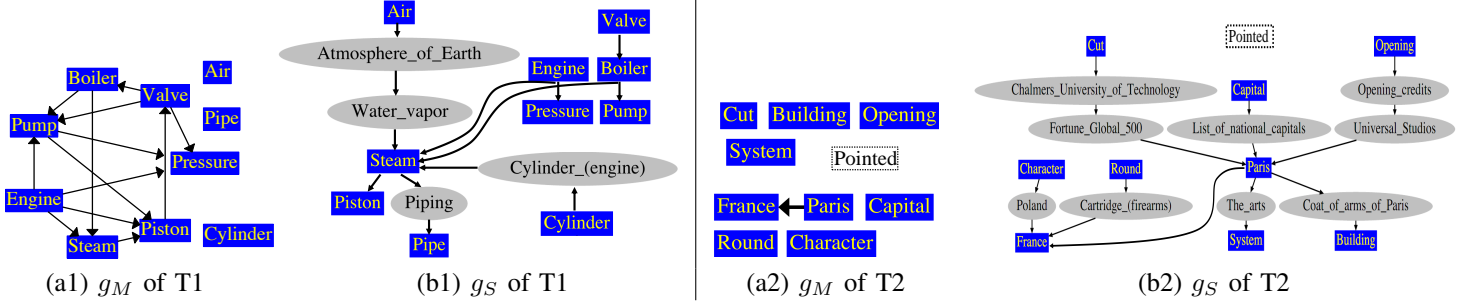 Boiler
Valve
Air
Pump
Pipe
Pressure
Engine
Steam
Piston
Cylinder
(a1) g_M of T1
Air
Valve
Atmosphere_of_Earth
Engine
Boiler
Water_vapor
Pressure
Pump
Steam
Cylinder_(engine)
Piston
Piping
Cylinder
Pipe
(b1) g_S of T1
Cut Building Opening
System
Pointed
France Paris Capital
Round Character
(a2) g_M of T2
Pointed
Cut
Opening
Chalmers_University_of_Technology
Capital
Opening_credits
Fortune_Global_500
List_of_national_capitals
Universal_Studios
Character
Round
Paris
Poland
Cartridge_(firearms)
The_arts
Coat_of_arms_of_Paris
France
System
Building
(b2) g_S of T2